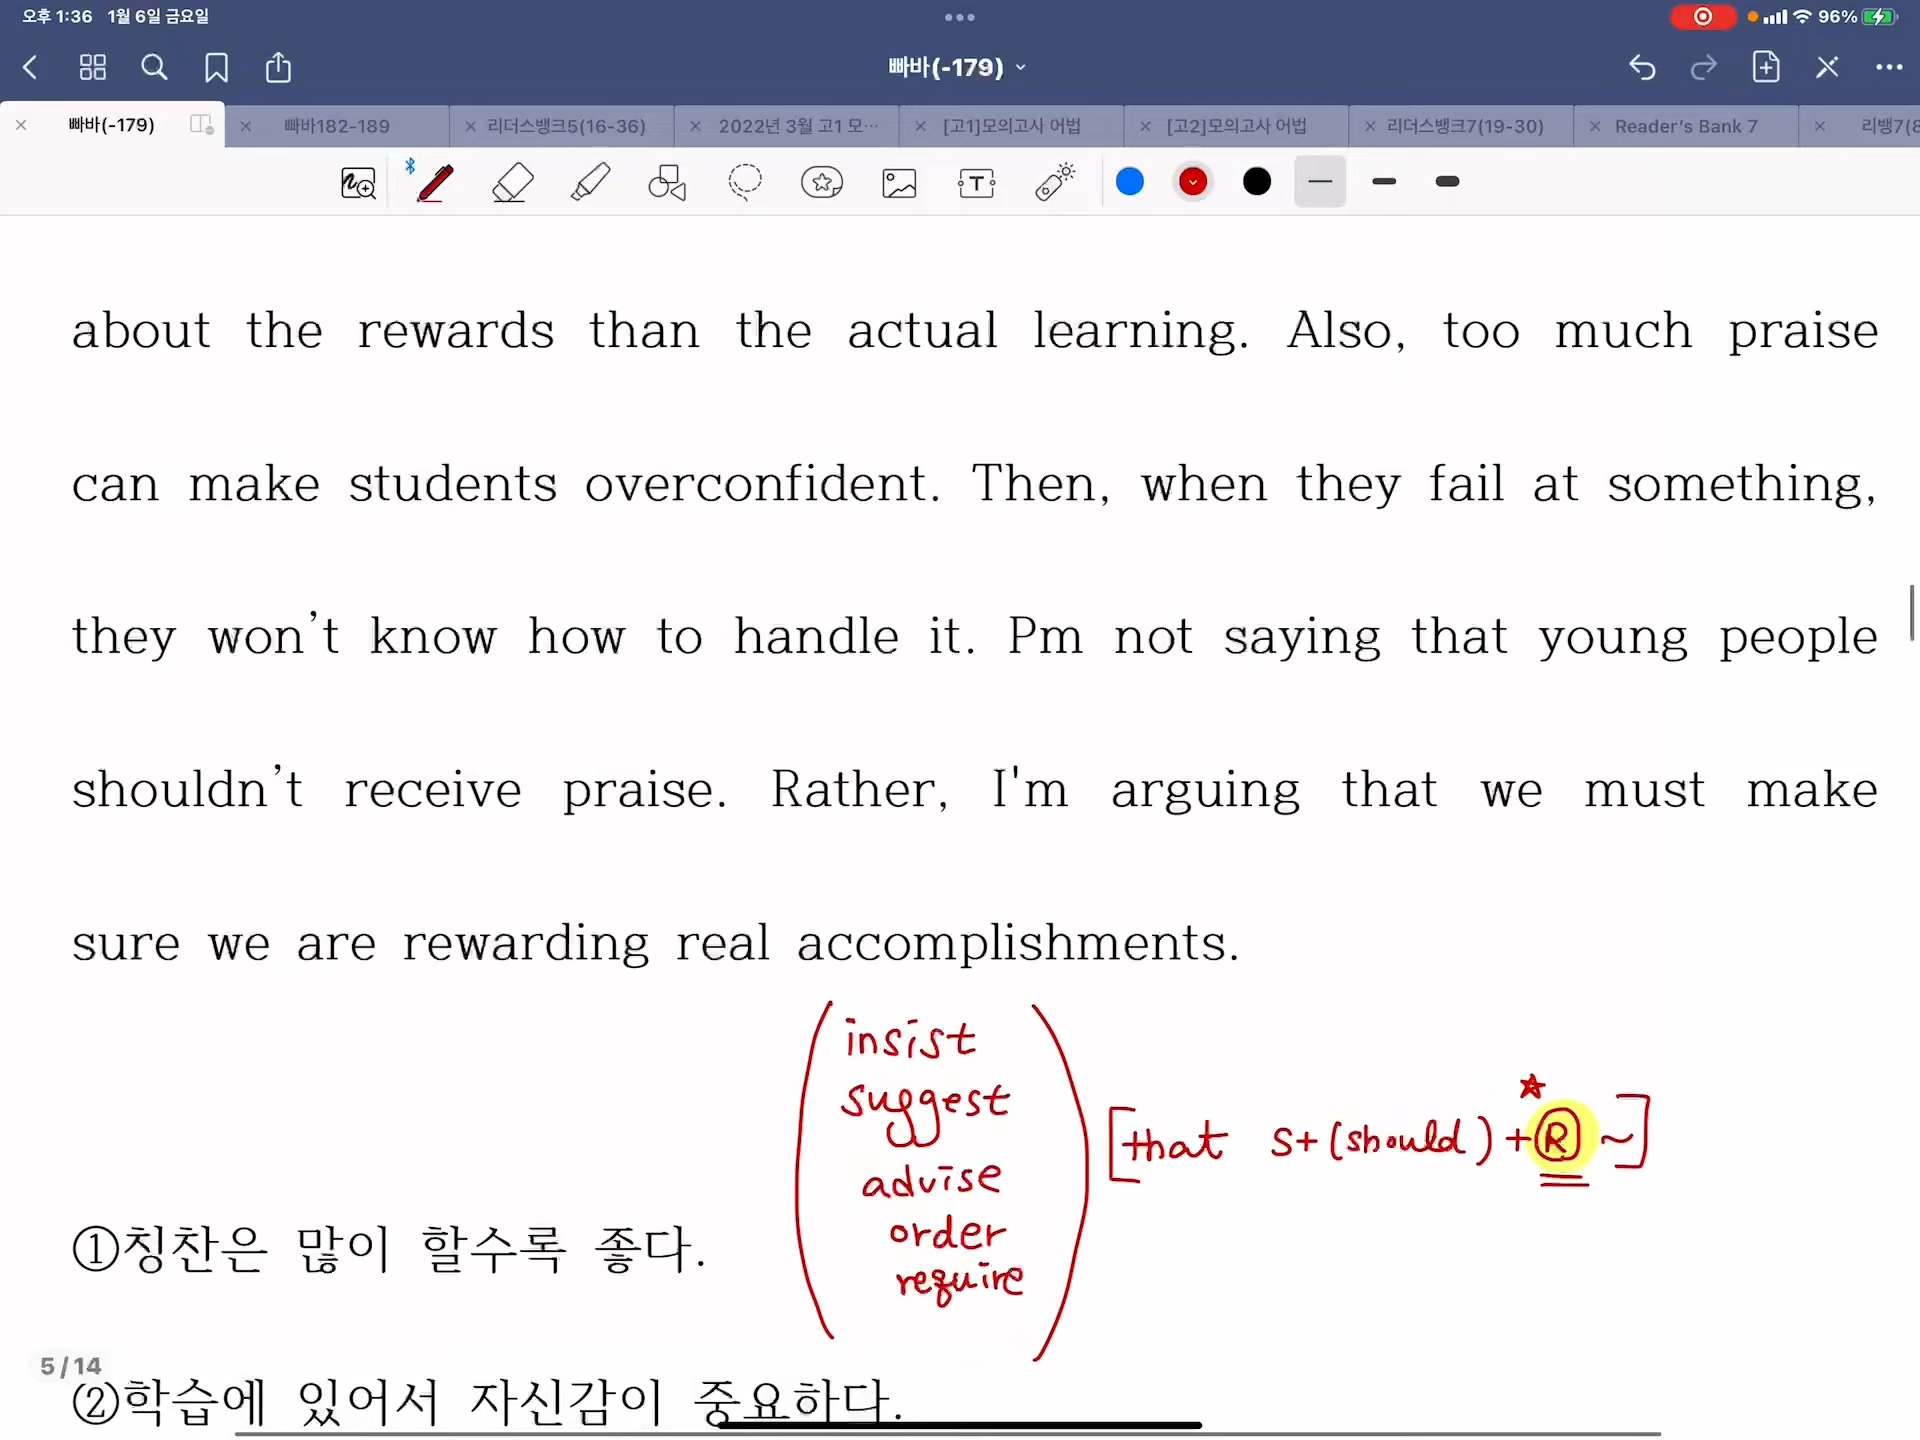 오후 1:36 1월 6일 금요일
96%
빠바(-179)
빠바(-179)
빠바182-189
리더스뱅크5(16-36)
2022년 3월 고1 모…
[고1]모의고사 어법
[고2]모의고사 어법
리더스뱅크7(19-30)
Reader's Bank 7
리뱅7(8
about the rewards than the actual learning. Also, too much praise
can make students overconfident. Then, when they fail at something,
they won't know how to handle it. Pm not saying that young people
shouldn't receive praise. Rather, I'm arguing that we must make
sure we are rewarding real accomplishments.
insist
suggest
advise
order
require
[that S+(should)+R ~]
①칭찬은 많이 할수록 좋다.
5/14
②학습에 있어서 자신감이 중요하다.